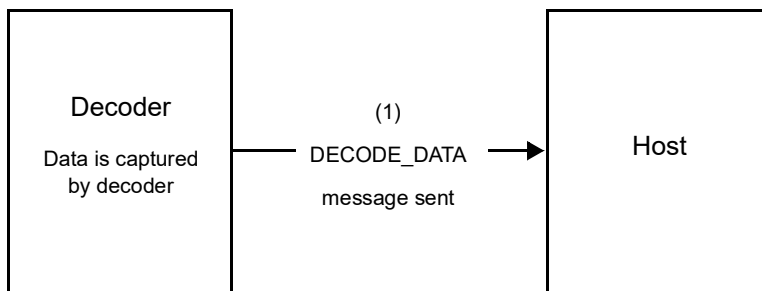 Decoder
Data is captured
by decoder
(1)
DECODE_DATA
message sent
Host